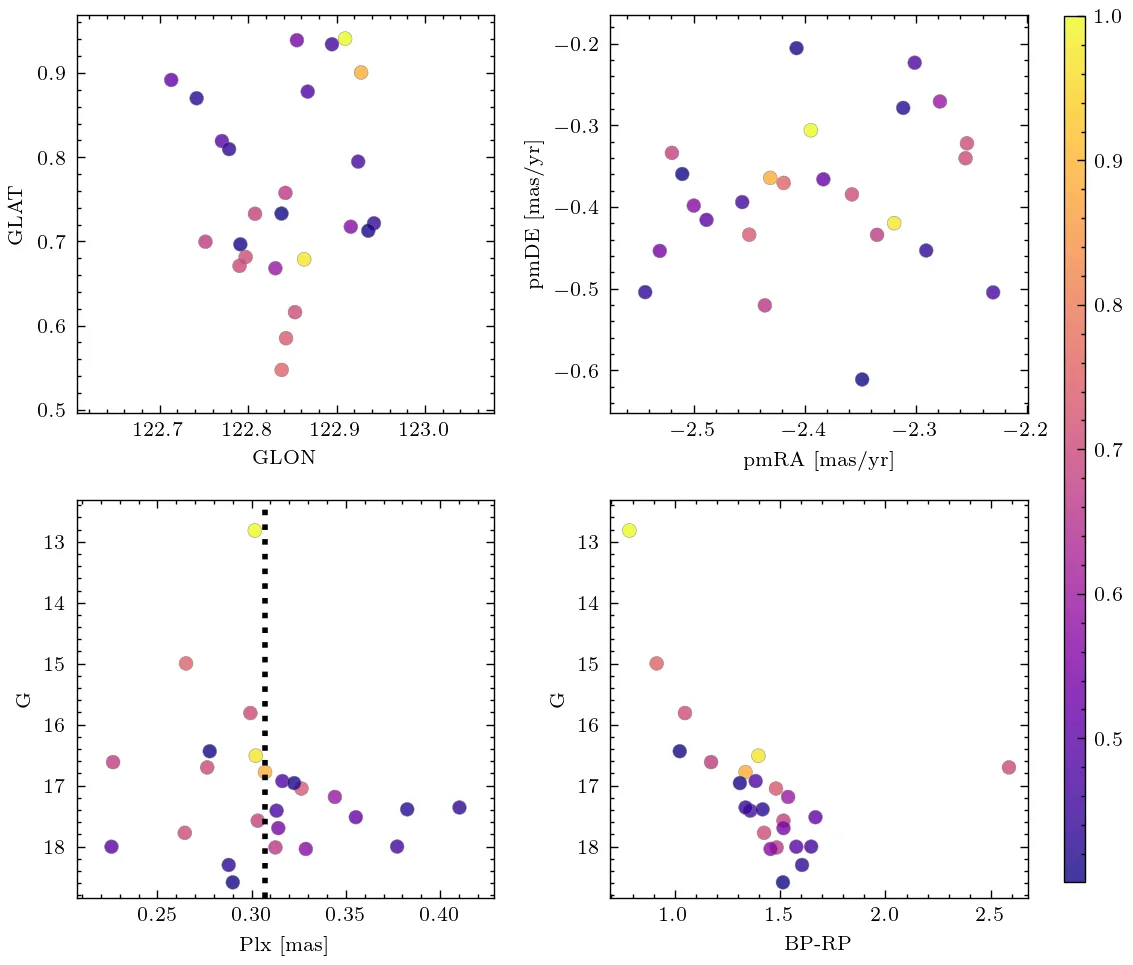 0.9
0.8
0.7
0.6
0.5
GLAT
122.7 122.8 122.9 123.0
GLON
−0.2
−0.3
−0.4
−0.5
−0.6
pmDE [mas/yr]
−2.5 −2.4 −2.3 −2.2
pmRA [mas/yr]
13
14
15
16
17
18
G
0.25 0.30 0.35 0.40
Plx [mas]
13
14
15
16
17
18
G
1.0 1.5 2.0 2.5
BP-RP
1.0
0.9
0.8
0.7
0.6
0.5